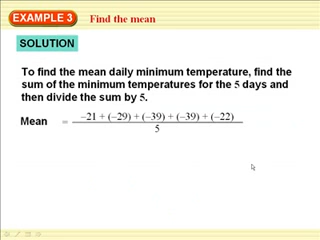 EXAMPLE 3 Find the mean
SOLUTION
To find the mean daily minimum temperature, find the
sum of the minimum temperatures for the 5 days and
then divide the sum by 5.
Mean = –21 + (–29) + (–39) + (–39) + (–22)
5